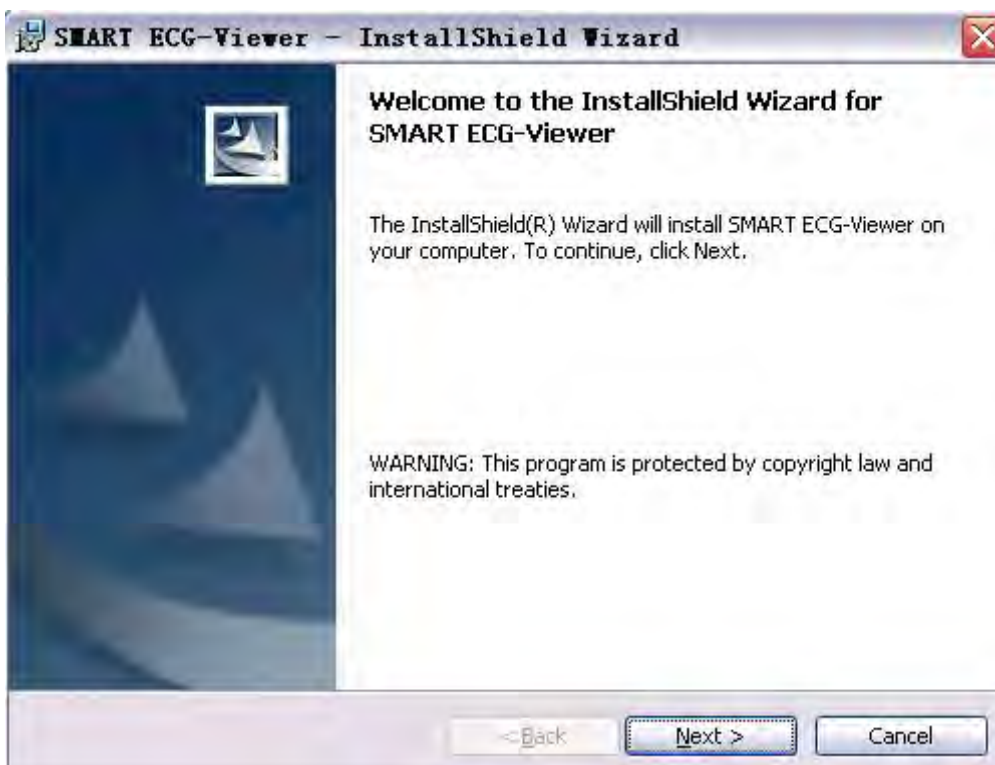 SMART ECG-Viewer - InstallShield Wizard
Welcome to the InstallShield Wizard for
SMART ECG-Viewer
The InstallShield(R) Wizard will install SMART ECG-Viewer on
your computer. To continue, click Next.
WARNING: This program is protected by copyright law and
international treaties.
< Back Next > Cancel